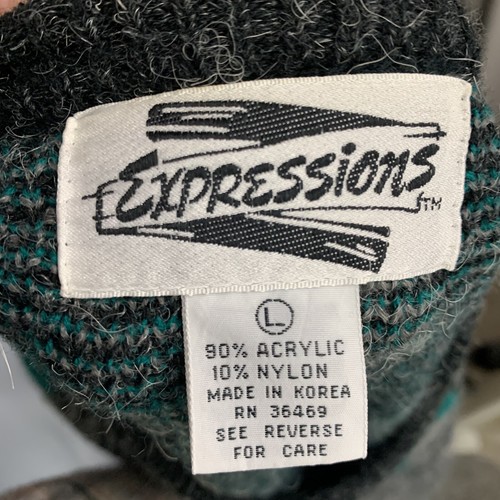 EXPRESSIONS
TM
L
90% ACRYLIC
10% NYLON
MADE IN KOREA
RN 36469
SEE REVERSE
FOR CARE